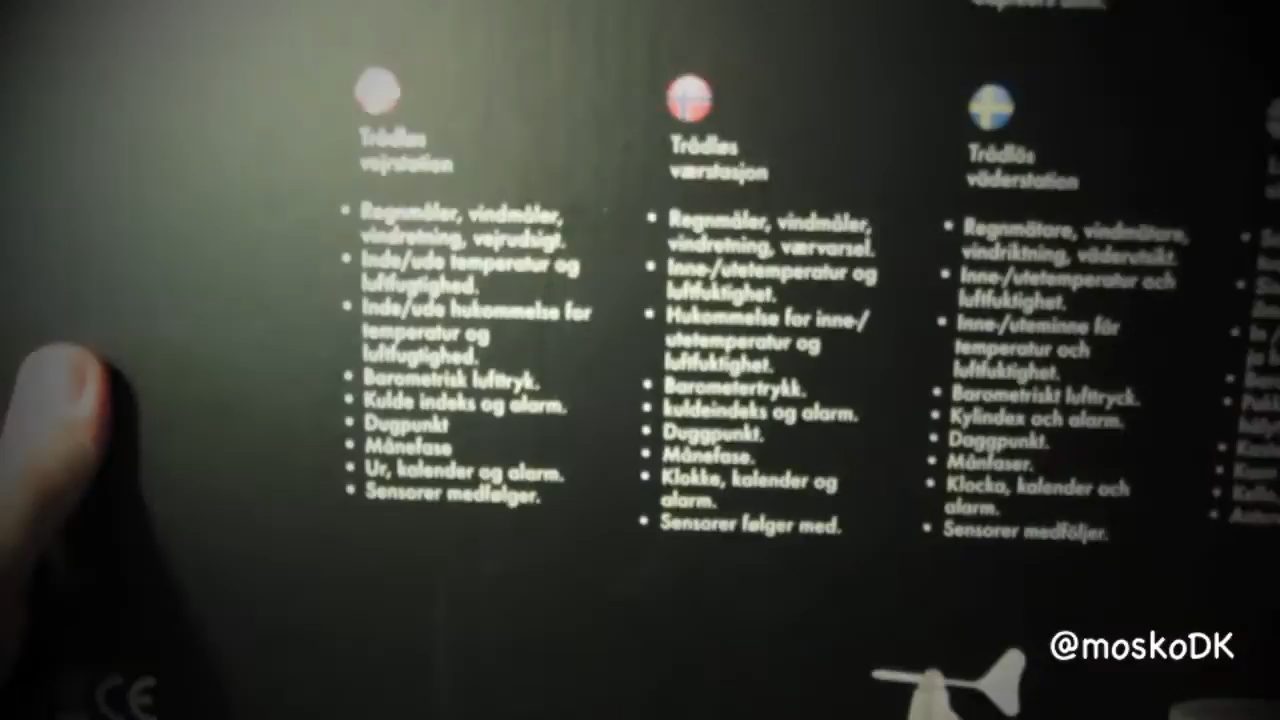 Trådløs
vejrstation
Regnmåler, vindmåler,
vindretning, vejrudsigt.
Inde/ude temperatur og
luftfugtighed.
Inde/ude hukommelse for
temperatur og
luftfugtighed.
Barometrisk lufttryk.
Kulde indeks og alarm.
Dugpunkt
Månefase
Ur, kalender og alarm.
Sensorer medfølger.
Trådløs
værstasjon
Regnmåler, vindmåler,
vindretning, værvarsel.
Inne-/utetemperatur og
luftfuktighet.
Hukommelse for inne-/
utetemperatur og
luftfuktighet.
Barometertrykk.
kuldeindeks og alarm.
Duggpunkt.
Månefase.
Klokke, kalender og
alarm.
Sensorer følger med.
Trådlös
väderstation
Regnmätare, vindmätare,
vindriktning, väderutsikt.
Inne-/utetemperatur och
luftfuktighet.
Inne-/uteminne för
temperatur och
luftfuktighet.
Barometriskt lufttryck.
Kylindex och alarm.
Daggpunkt.
Månfaser.
Klocka, kalender och
alarm.
Sensorer medföljer.
@moskoDK
CE